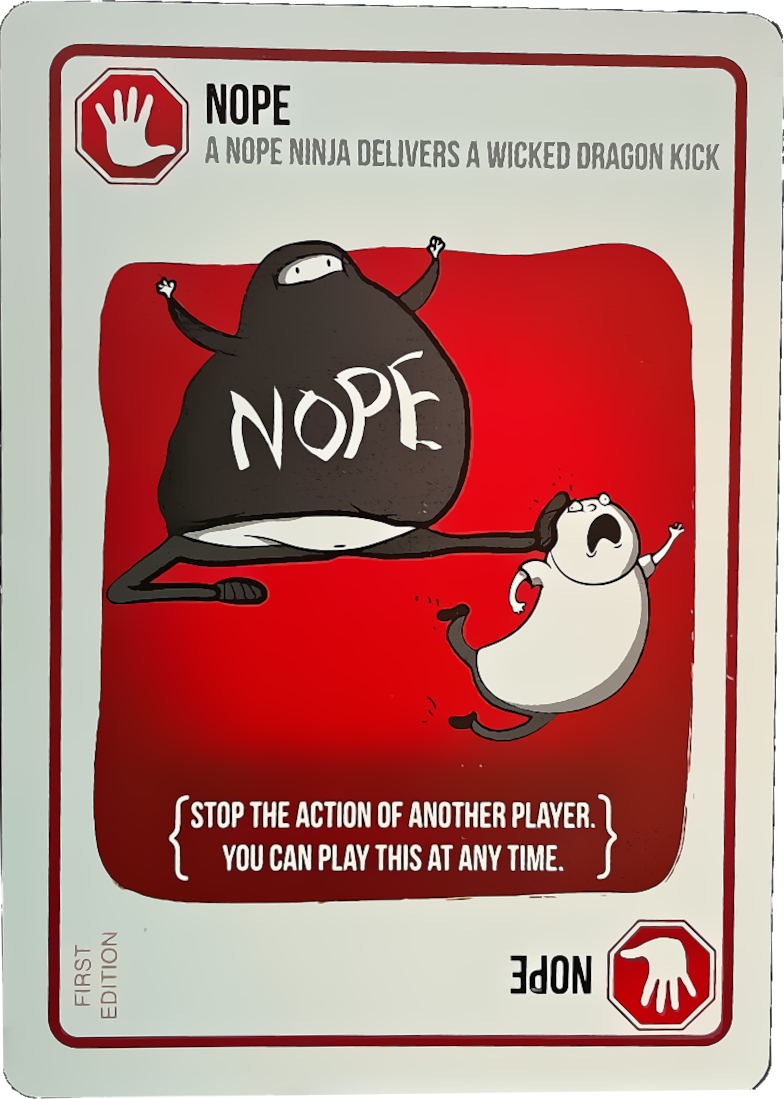 NOPE
A NOPE NINJA DELIVERS A WICKED DRAGON KICK
NOPE
{STOP THE ACTION OF ANOTHER PLAYER.
YOU CAN PLAY THIS AT ANY TIME.}
FIRST
EDITION
NOPE